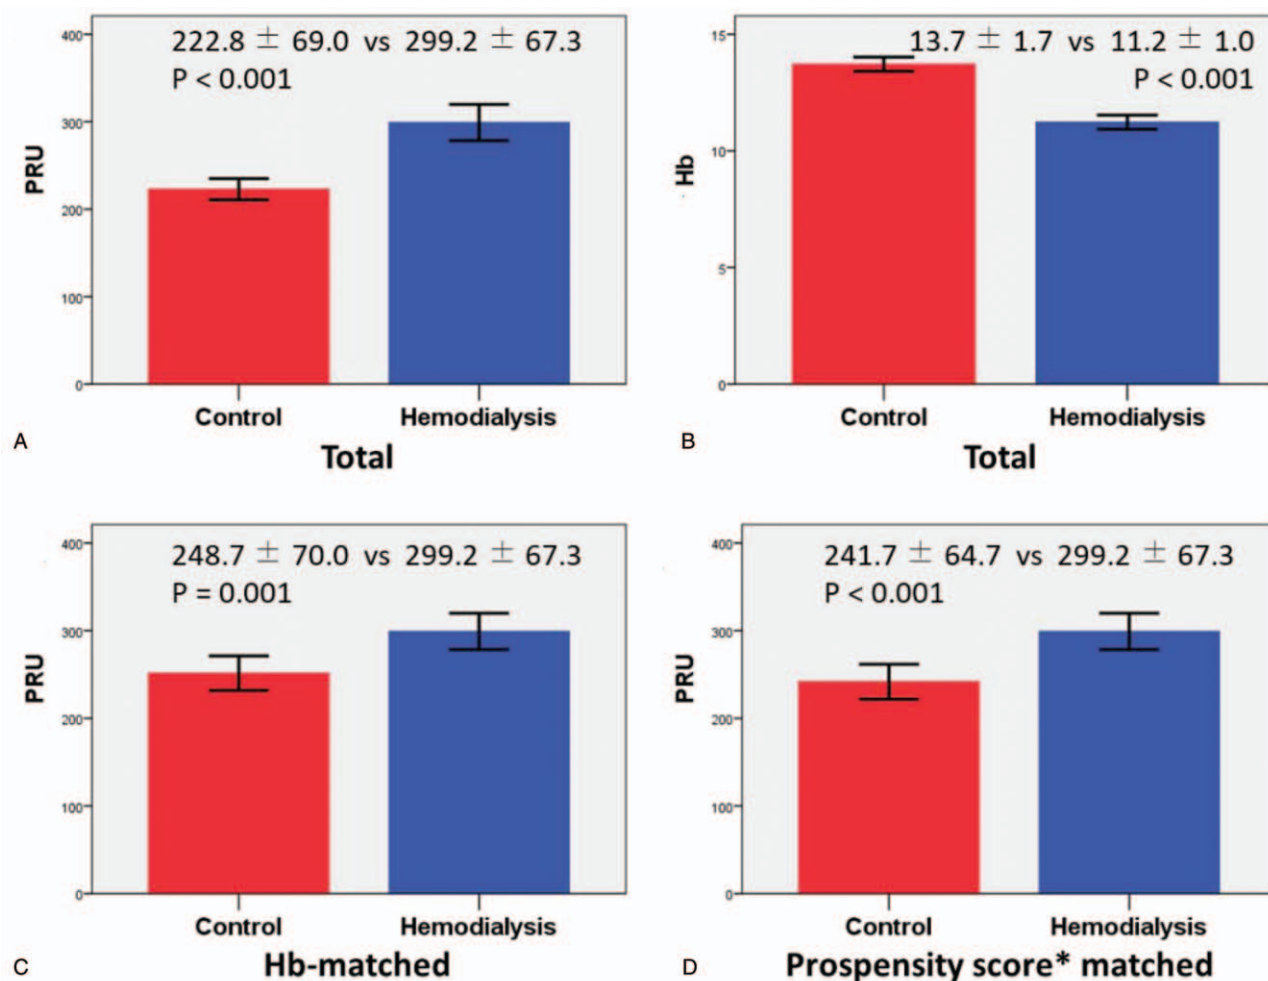 222.8 ± 69.0 vs 299.2 ± 67.3
P < 0.001
400
300
200
100
0
PRU
Control Hemodialysis
A
Total
13.7 ± 1.7 vs 11.2 ± 1.0
P < 0.001
15
10
5
0
Hb
Control Hemodialysis
B
Total
248.7 ± 70.0 vs 299.2 ± 67.3
P = 0.001
400
300
200
100
0
PRU
Control Hemodialysis
C
Hb-matched
241.7 ± 64.7 vs 299.2 ± 67.3
P < 0.001
400
300
200
100
0
PRU
Control Hemodialysis
D
Prospensity score* matched